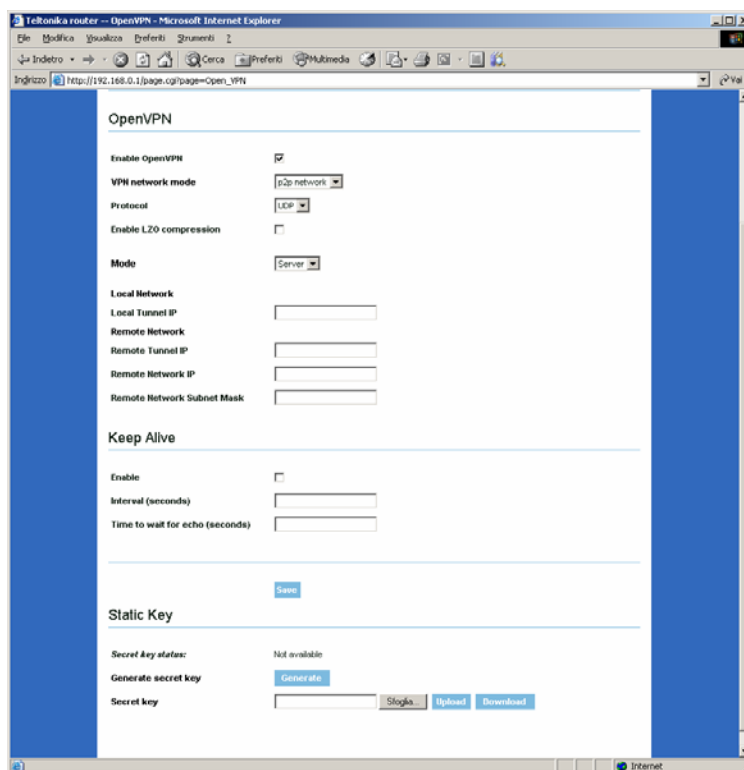 Teltonika router -- OpenVPN - Microsoft Internet Explorer
File Modifica Visualizza Preferiti Strumenti ?
Indietro Cerca Preferiti Multimedia
Indirizzo http://192.168.0.1/page.cgi?page=Open_VPN Vai
OpenVPN
Enable OpenVPN
VPN network mode p2p network
Protocol UDP
Enable LZO compression
Mode Server
Local Network
Local Tunnel IP
Remote Network
Remote Tunnel IP
Remote Network IP
Remote Network Subnet Mask
Keep Alive
Enable
Interval (seconds)
Time to wait for echo (seconds)
Save
Static Key
Secret key status: Not available
Generate secret key Generate
Secret key Sfoglia... Upload Download
Internet